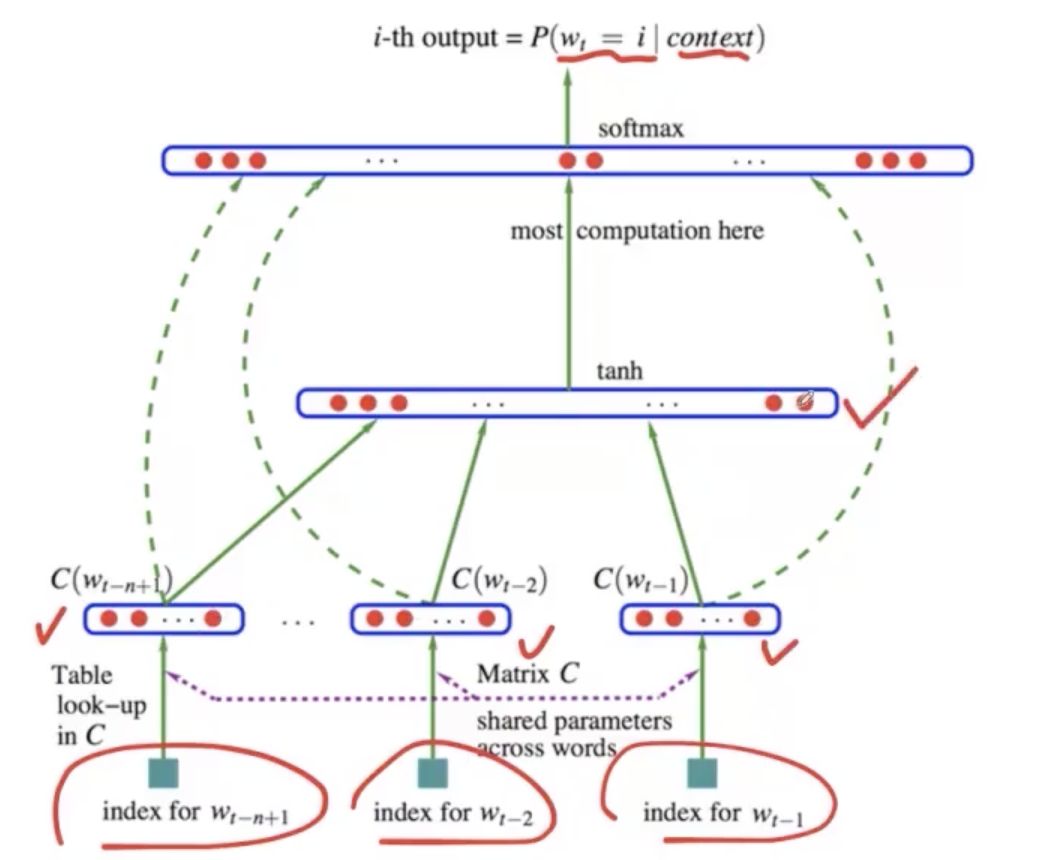 i-th output = P(w_t = i | context)
softmax
... ...
most computation here
tanh
... ...
C(w_{t−n+1}) C(w_{t−2}) C(w_{t−1})
... ... ... ...
Table
look−up
in C
Matrix C
shared parameters
across words
index for w_{t−n+1} index for w_{t−2} index for w_{t−1}